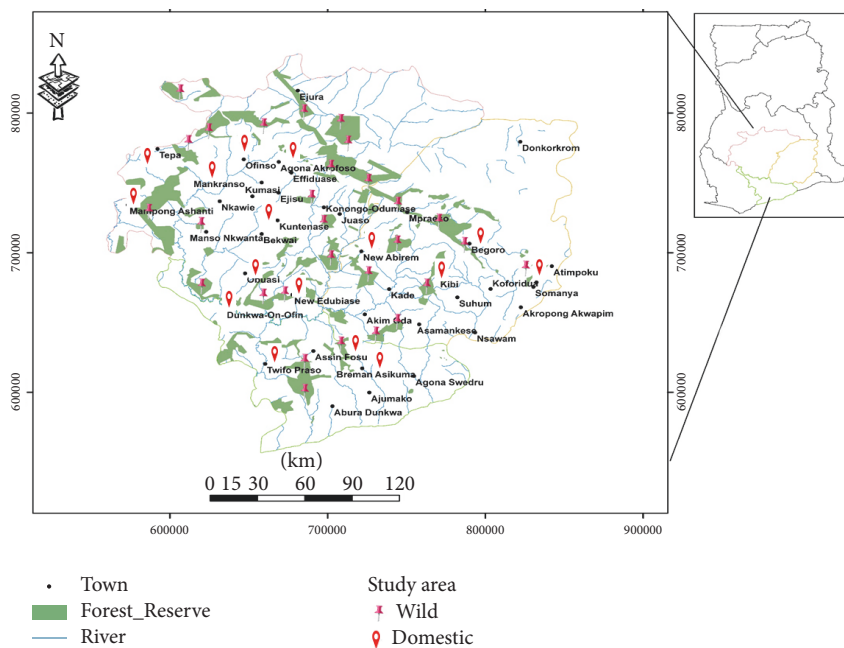 N
800000
700000
600000
800000
700000
600000
Ejura
Donkorkrom
Tepa
Ofinso
Agona Akrofoso
Mankranso
Effiduase
Kumasi
Ejisu
Mampong Ashanti
Nkawie
Konongo-Odumase
Mpraeso
Juaso
Kuntenase
Manso Nkwanta
Bekwai
Begoro
New Abirem
Atimpoku
Kibi
Koforidua
Somanya
New Edubiase
Kade
Suhum
Dunkwa-On-Ofin
Akropong Akwapim
Akim Oda
Asamankese
Nsawam
Assin Fosu
Twifo Praso
Breman Asikuma
Agona Swedru
Ajumako
Abura Dunkwa
(km)
0 15 30 60 90 120
600000 700000 800000 900000
Town
Forest_Reserve
River
Study area
Wild
Domestic